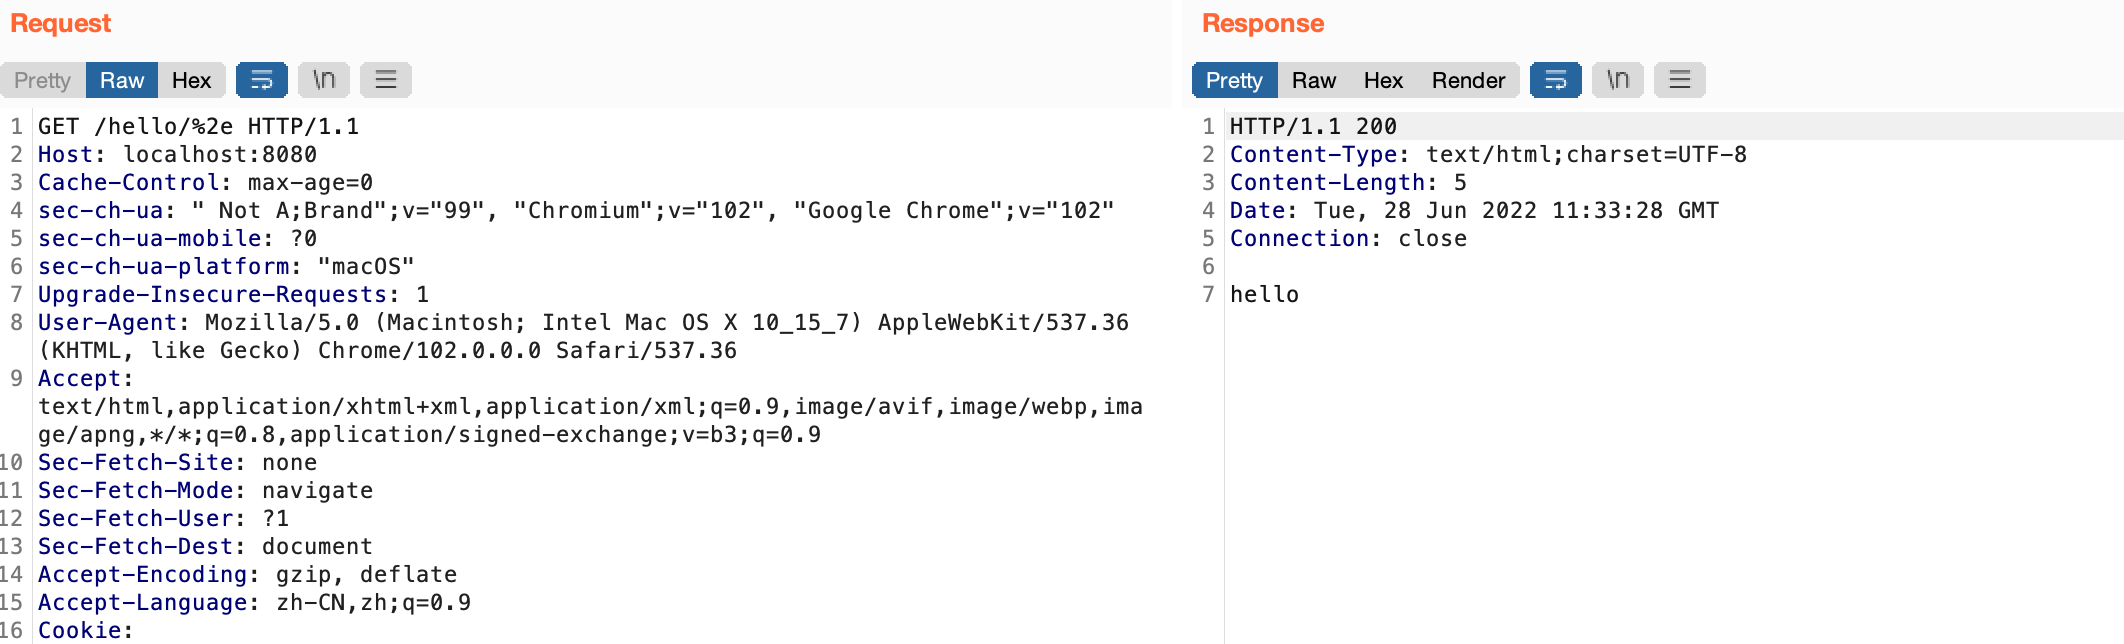 Request
Pretty Raw Hex \n
1 GET /hello/%2e HTTP/1.1
2 Host: localhost:8080
3 Cache-Control: max-age=0
4 sec-ch-ua: " Not A;Brand";v="99", "Chromium";v="102", "Google Chrome";v="102"
5 sec-ch-ua-mobile: ?0
6 sec-ch-ua-platform: "macOS"
7 Upgrade-Insecure-Requests: 1
8 User-Agent: Mozilla/5.0 (Macintosh; Intel Mac OS X 10_15_7) AppleWebKit/537.36
(KHTML, like Gecko) Chrome/102.0.0.0 Safari/537.36
9 Accept:
text/html,application/xhtml+xml,application/xml;q=0.9,image/avif,image/webp,ima
ge/apng,*/*;q=0.8,application/signed-exchange;v=b3;q=0.9
10 Sec-Fetch-Site: none
11 Sec-Fetch-Mode: navigate
12 Sec-Fetch-User: ?1
13 Sec-Fetch-Dest: document
14 Accept-Encoding: gzip, deflate
15 Accept-Language: zh-CN,zh;q=0.9
16 Cookie:
Response
Pretty Raw Hex Render \n
1 HTTP/1.1 200
2 Content-Type: text/html;charset=UTF-8
3 Content-Length: 5
4 Date: Tue, 28 Jun 2022 11:33:28 GMT
5 Connection: close
6
7 hello